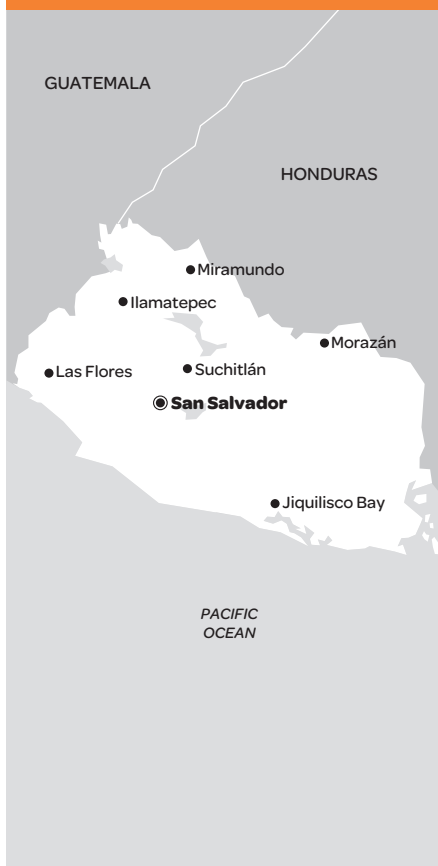 GUATEMALA
HONDURAS
Miramundo
Ilamatepec
Morazán
Las Flores
Suchitlán
San Salvador
Jiquilisco Bay
PACIFIC
OCEAN